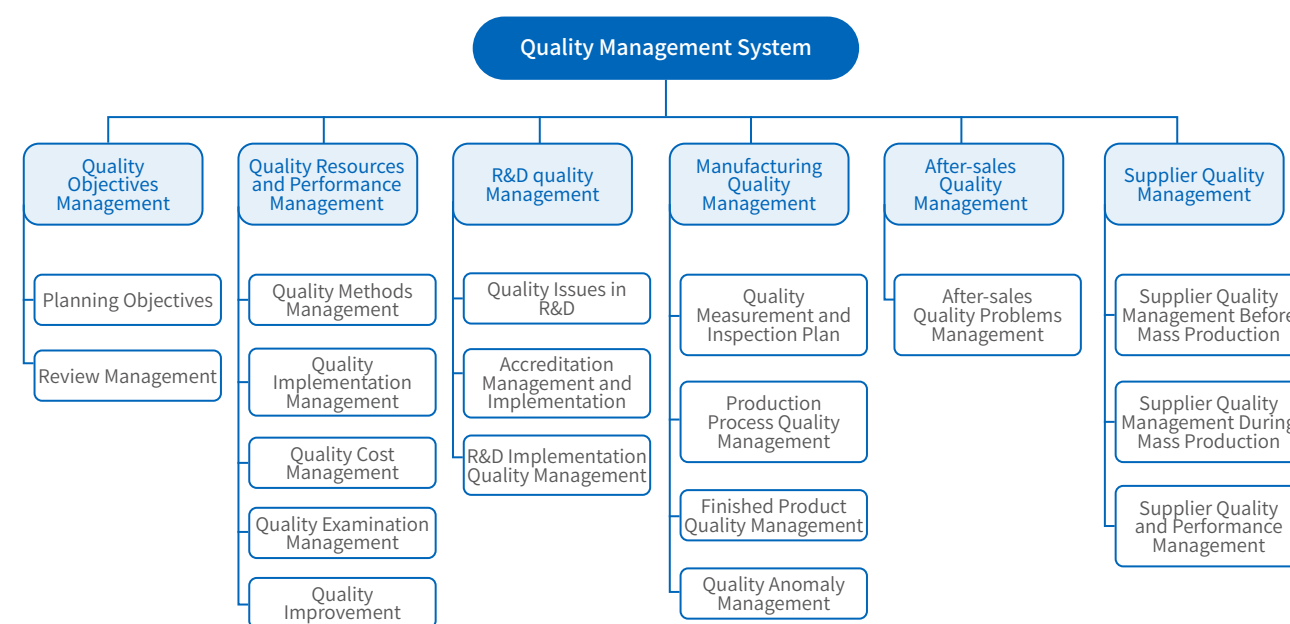 Quality Management System
Quality
Objectives
Management
Quality Resources
and Performance
Management
R&D quality
Management
Manufacturing
Quality
Management
After-sales
Quality
Management
Supplier Quality
Management
Planning Objectives
Review Management
Quality Methods
Management
Quality
Implementation
Management
Quality Cost
Management
Quality Examination
Management
Quality
Improvement
Quality Issues in
R&D
Accreditation
Management and
Implementation
R&D Implementation
Quality Management
Quality
Measurement and
Inspection Plan
Production
Process Quality
Management
Finished Product
Quality Management
Quality Anomaly
Management
After-sales
Quality Problems
Management
Supplier Quality
Management Before
Mass Production
Supplier Quality
Management During
Mass Production
Supplier Quality
and Performance
Management